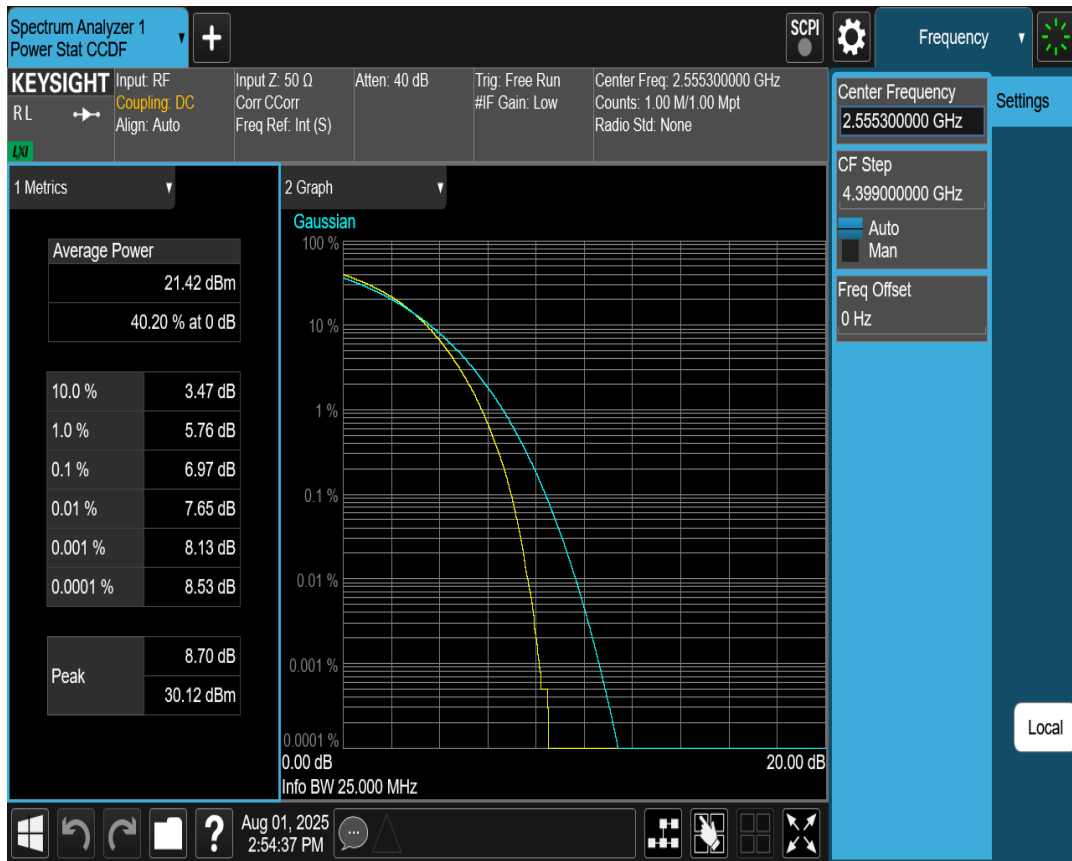 Spectrum Analyzer 1
Power Stat CCDF
+
SCPI
Frequency
KEYSIGHT
RL
LXI
Input: RF
Coupling: DC
Align: Auto
Input Z: 50 Ω
Corr CCorr
Freq Ref: Int (S)
Atten: 40 dB
Trig: Free Run
#IF Gain: Low
Center Freq: 2.555300000 GHz
Counts: 1.00 M/1.00 Mpt
Radio Std: None
Center Frequency
2.555300000 GHz
Settings
CF Step
4.399000000 GHz
Auto
Man
Freq Offset
0 Hz
1 Metrics
Average Power
21.42 dBm
40.20 % at 0 dB
10.0 % 3.47 dB
1.0 % 5.76 dB
0.1 % 6.97 dB
0.01 % 7.65 dB
0.001 % 8.13 dB
0.0001 % 8.53 dB
Peak
8.70 dB
30.12 dBm
2 Graph
Gaussian
100 %
10 %
1 %
0.1 %
0.01 %
0.001 %
0.0001 %
0.00 dB
20.00 dB
Info BW 25.000 MHz
Local
?
Aug 01, 2025
2:54:37 PM